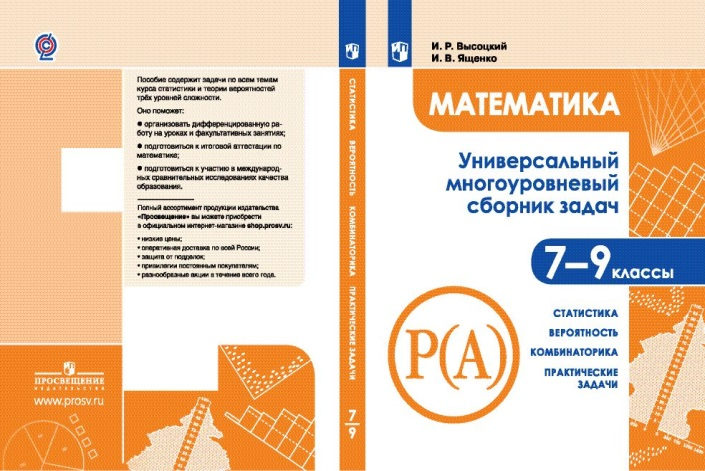 Пособие содержит задачи по всем темам
курса статистики и теории вероятностей
трёх уровней сложности.
Оно поможет:
● организовать дифференцированную ра-
боту на уроках и факультативных занятиях;
● подготовиться к итоговой аттестации по
математике;
● подготовиться к участию в международ-
ных сравнительных исследованиях качества
образования.
Полный ассортимент продукции издательства
«Просвещение» вы можете приобрести
в официальном интернет-магазине shop.prosv.ru:
• низкие цены;
• оперативная доставка по всей России;
• защита от подделок;
• привилегии постоянным покупателям;
• разнообразные акции в течение всего года.
ПРОСВЕЩЕНИЕ
ИЗДАТЕЛЬСТВО
www.prosv.ru
СТАТИСТИКА ВЕРОЯТНОСТЬ КОМБИНАТОРИКА ПРАКТИЧЕСКИЕ ЗАДАЧИ
7
9
И. Р. Высоцкий
И. В. Ященко
МАТЕМАТИКА
Универсальный
многоуровневый
сборник задач
7–9 классы
P(A)
СТАТИСТИКА
ВЕРОЯТНОСТЬ
КОМБИНАТОРИКА
ПРАКТИЧЕСКИЕ
ЗАДАЧИ